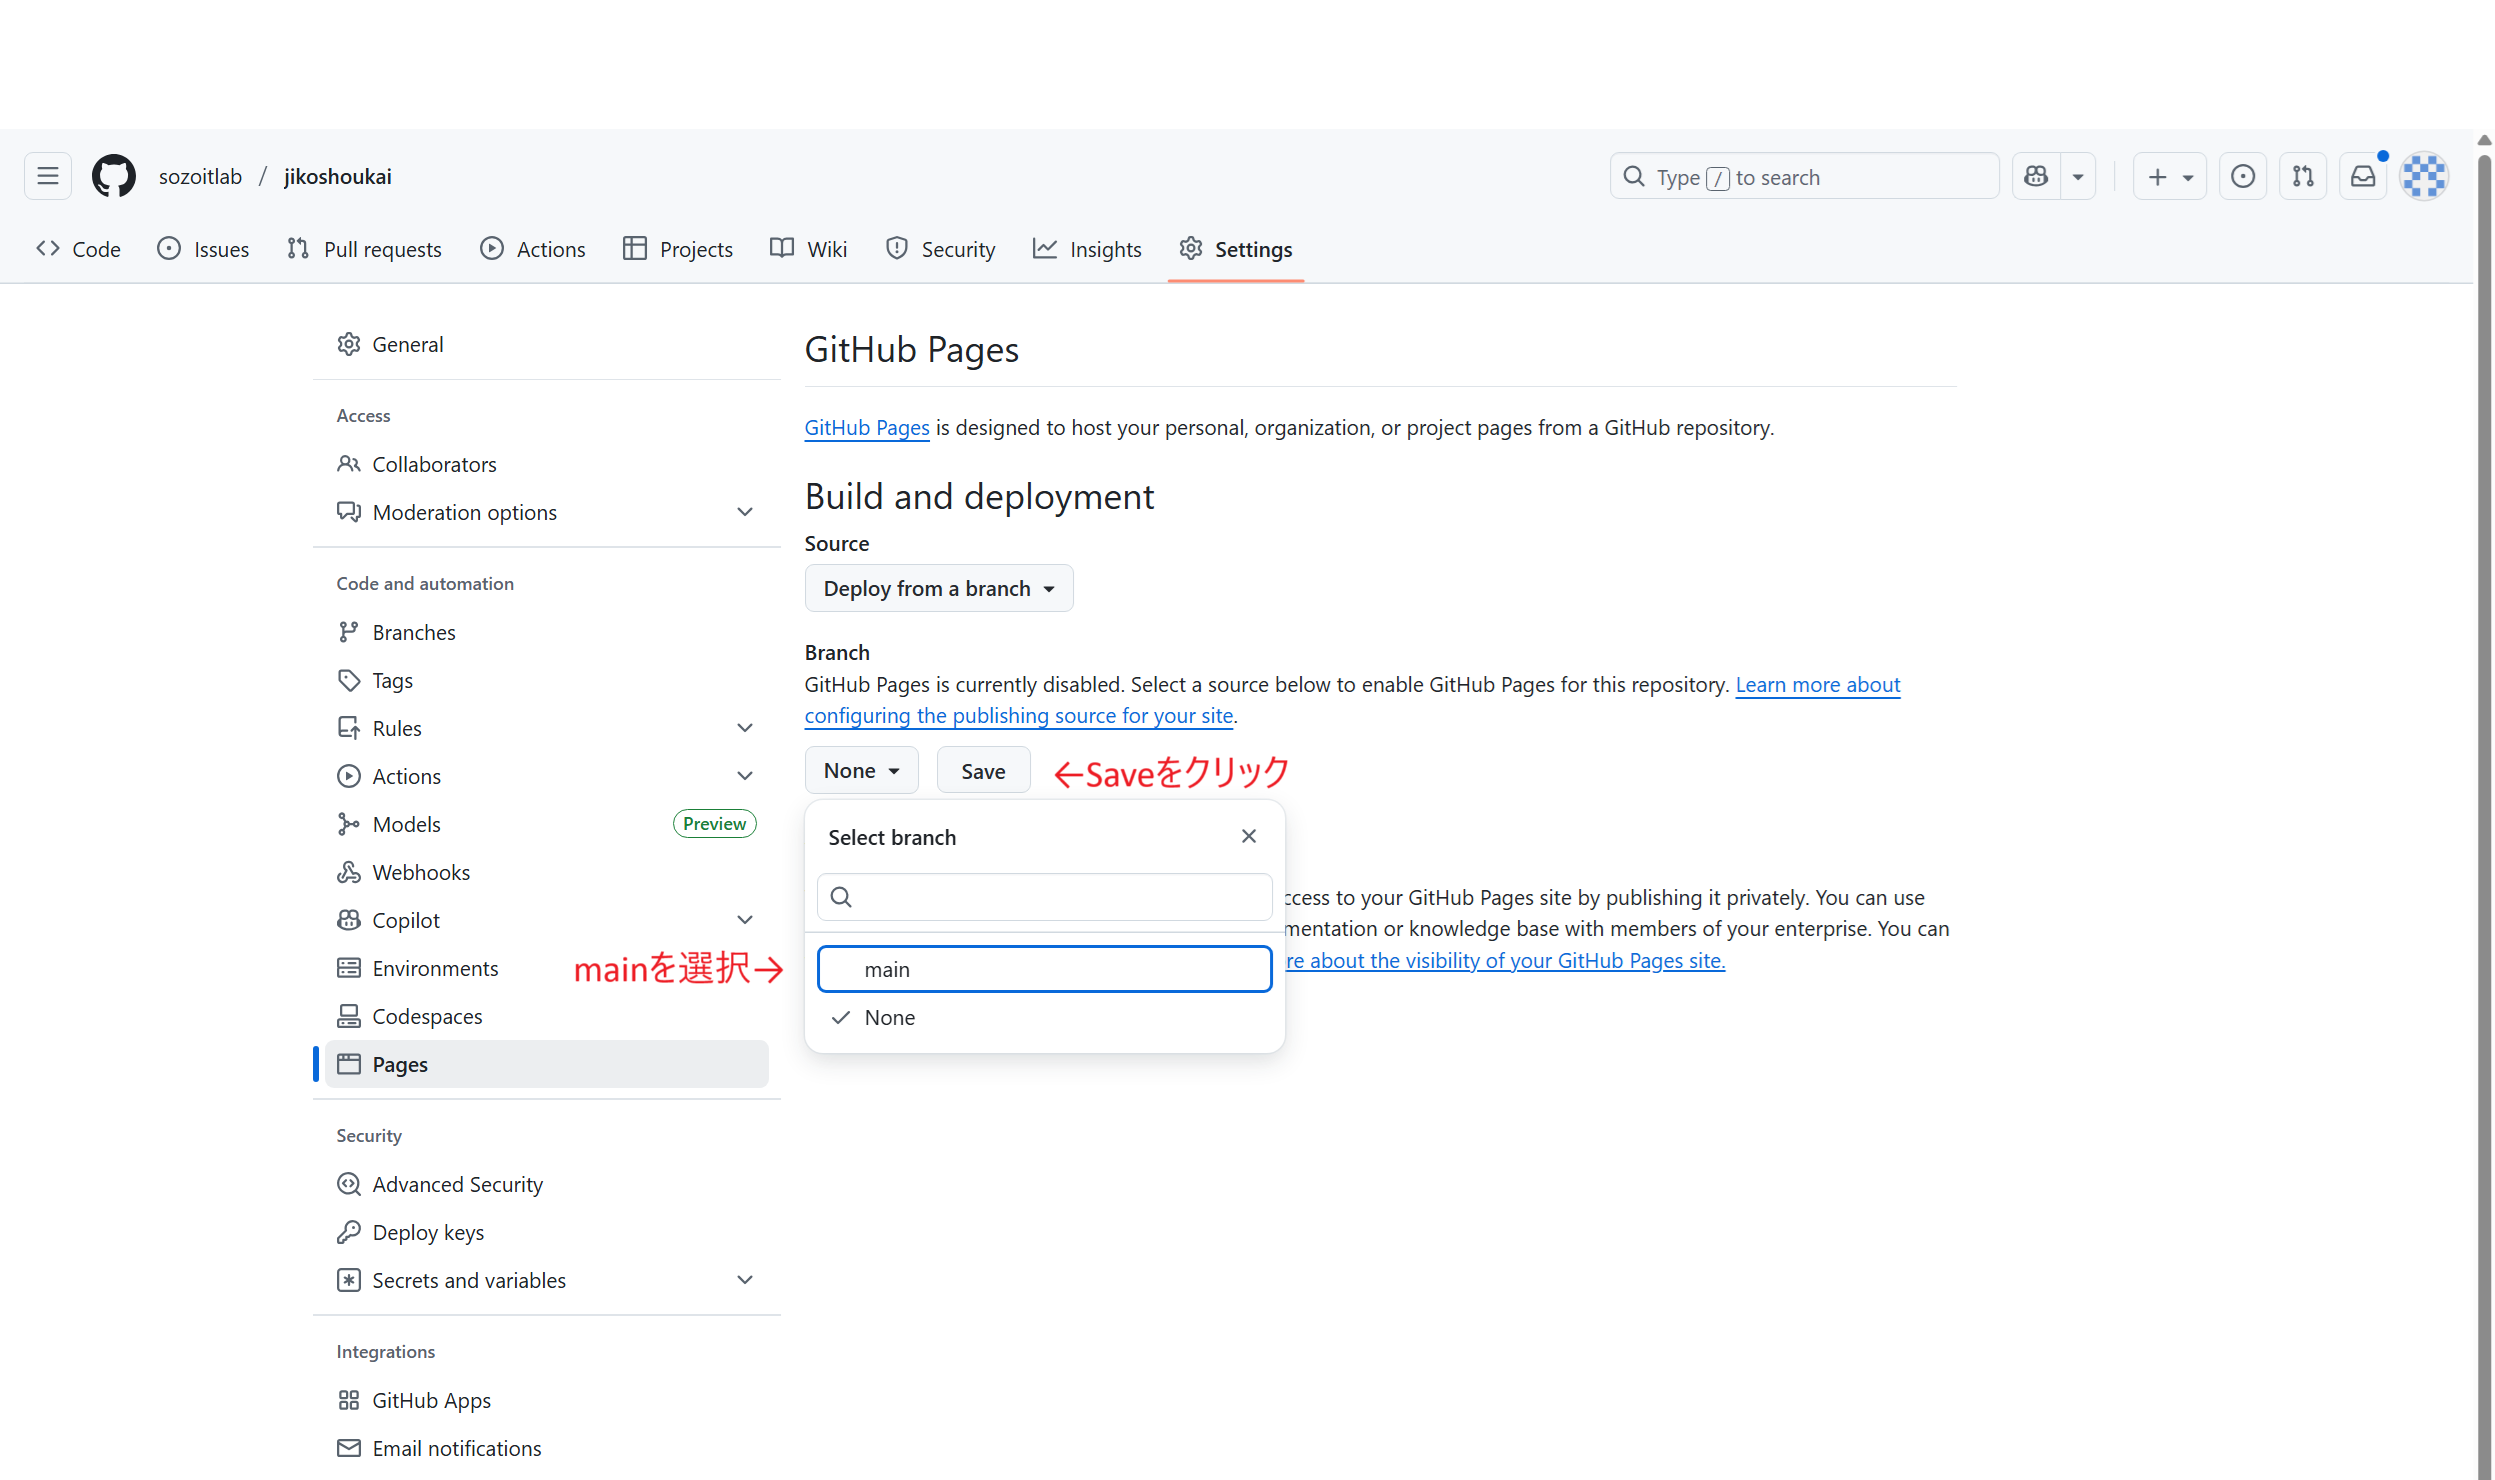 sozoitlab / jikoshoukai
Type / to search
Code
Issues
Pull requests
Actions
Projects
Wiki
Security
Insights
Settings
General
Access
Collaborators
Moderation options
Code and automation
Branches
Tags
Rules
Actions
Models
Preview
Webhooks
Copilot
Environments
Codespaces
Pages
Security
Advanced Security
Deploy keys
Secrets and variables
Integrations
GitHub Apps
Email notifications
GitHub Pages
GitHub Pages is designed to host your personal, organization, or project pages from a GitHub repository.
Build and deployment
Source
Deploy from a branch
Branch
GitHub Pages is currently disabled. Select a source below to enable GitHub Pages for this repository. Learn more about
configuring the publishing source for your site.
None
Save
←Saveをクリック
Select branch
mainを選択→
main
None
ccess to your GitHub Pages site by publishing it privately. You can use
mentation or knowledge base with members of your enterprise. You can
re about the visibility of your GitHub Pages site.